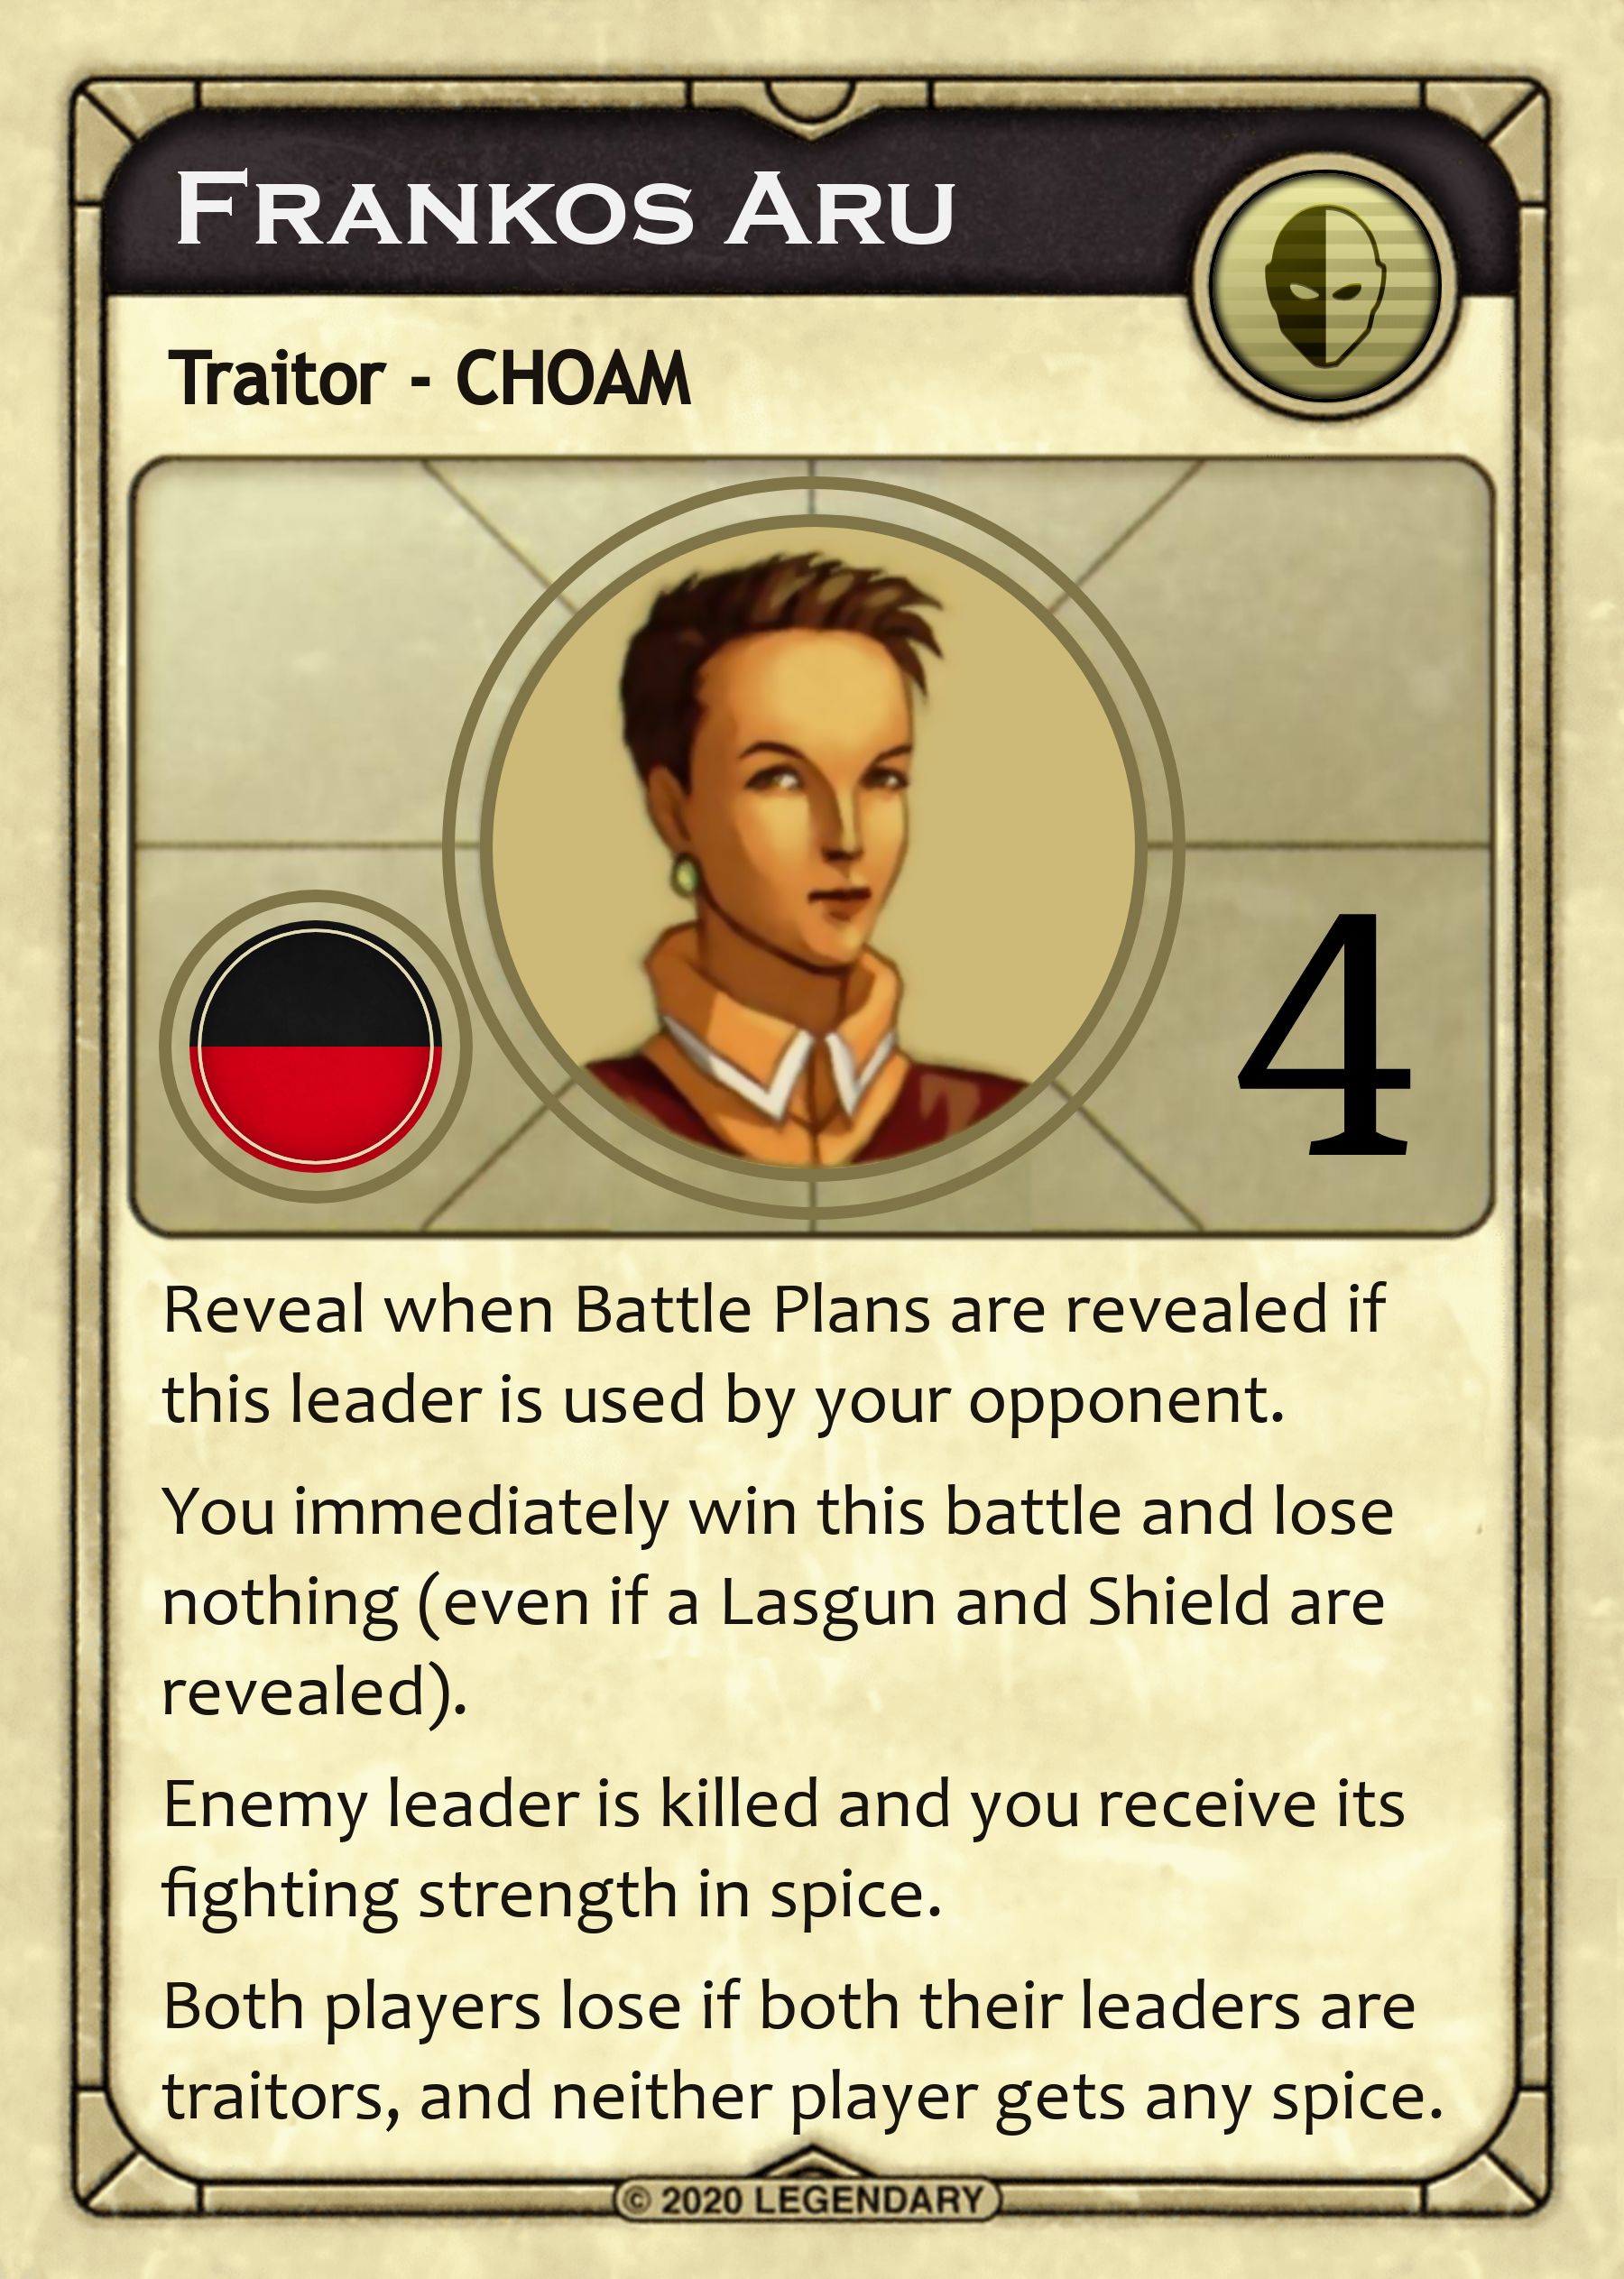 Frankos Aru
Traitor - CHOAM
4
Reveal when Battle Plans are revealed if
this leader is used by your opponent.
You immediately win this battle and lose
nothing (even if a Lasgun and Shield are
revealed).
Enemy leader is killed and you receive its
fighting strength in spice.
Both players lose if both their leaders are
traitors, and neither player gets any spice.
© 2020 LEGENDARY